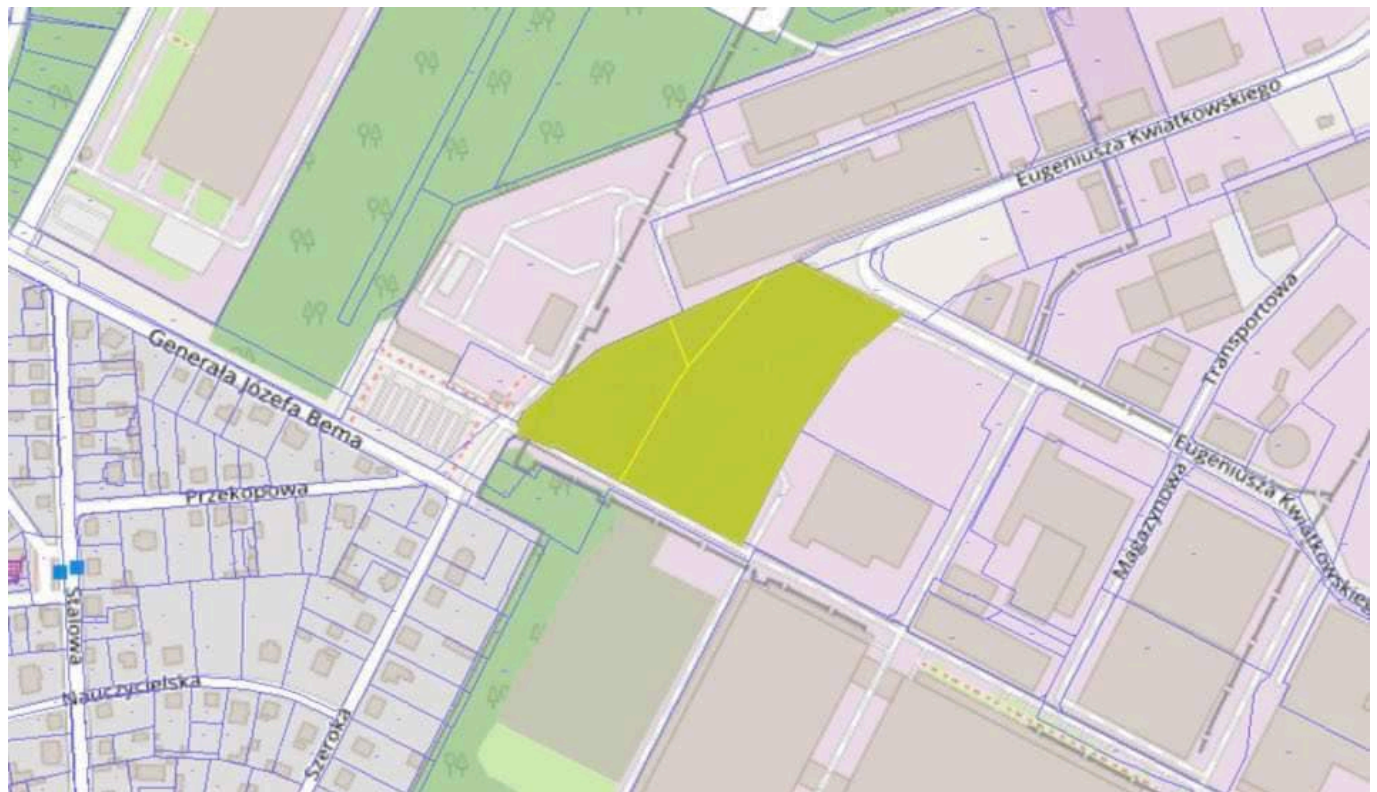 Eugeniusza Kwiatkowskiego
Transportowa
Generała Józefa Bema
Eugeniusza Kwiatkowskiego
Przekopowa
Magazynowa
Stalowa
Nauczycielska
Szeroka